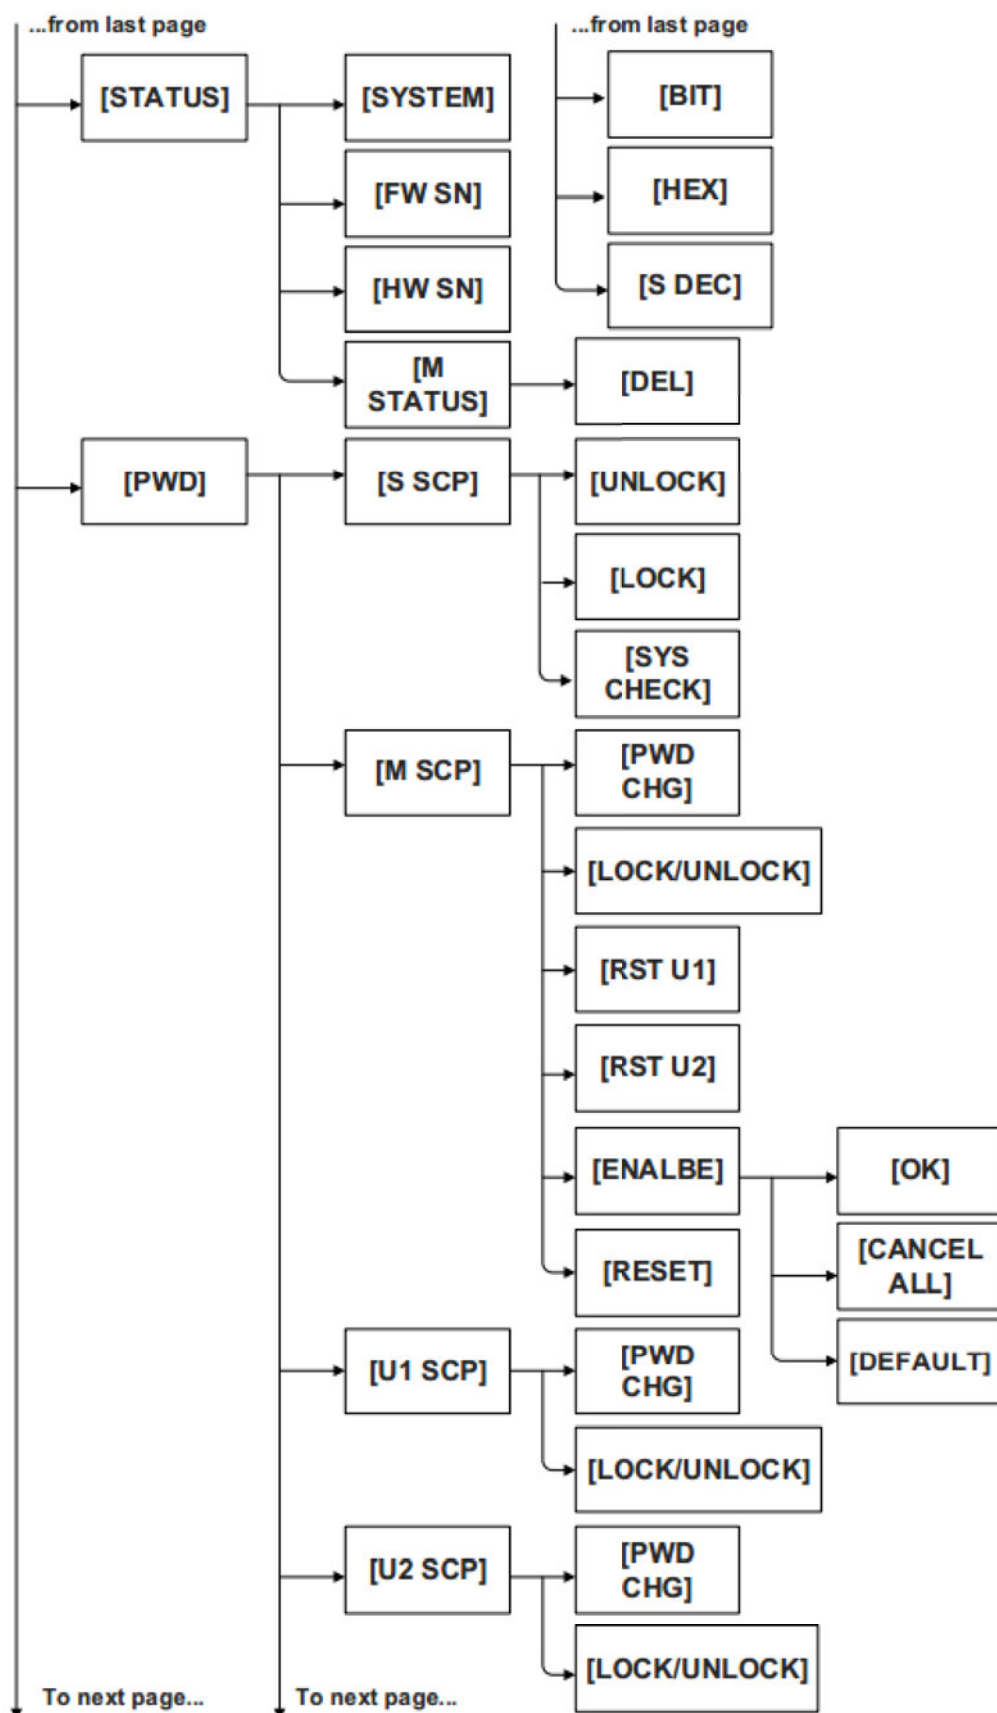 ...from last page
...from last page
[STATUS]
[SYSTEM]
[BIT]
[FW SN]
[HEX]
[HW SN]
[S DEC]
[M
STATUS]
[DEL]
[PWD]
[S SCP]
[UNLOCK]
[LOCK]
[SYS
CHECK]
[M SCP]
[PWD
CHG]
[LOCK/UNLOCK]
[RST U1]
[RST U2]
[ENALBE]
[OK]
[CANCEL
ALL]
[RESET]
[DEFAULT]
[U1 SCP]
[PWD
CHG]
[LOCK/UNLOCK]
[U2 SCP]
[PWD
CHG]
[LOCK/UNLOCK]
To next page...
To next page...